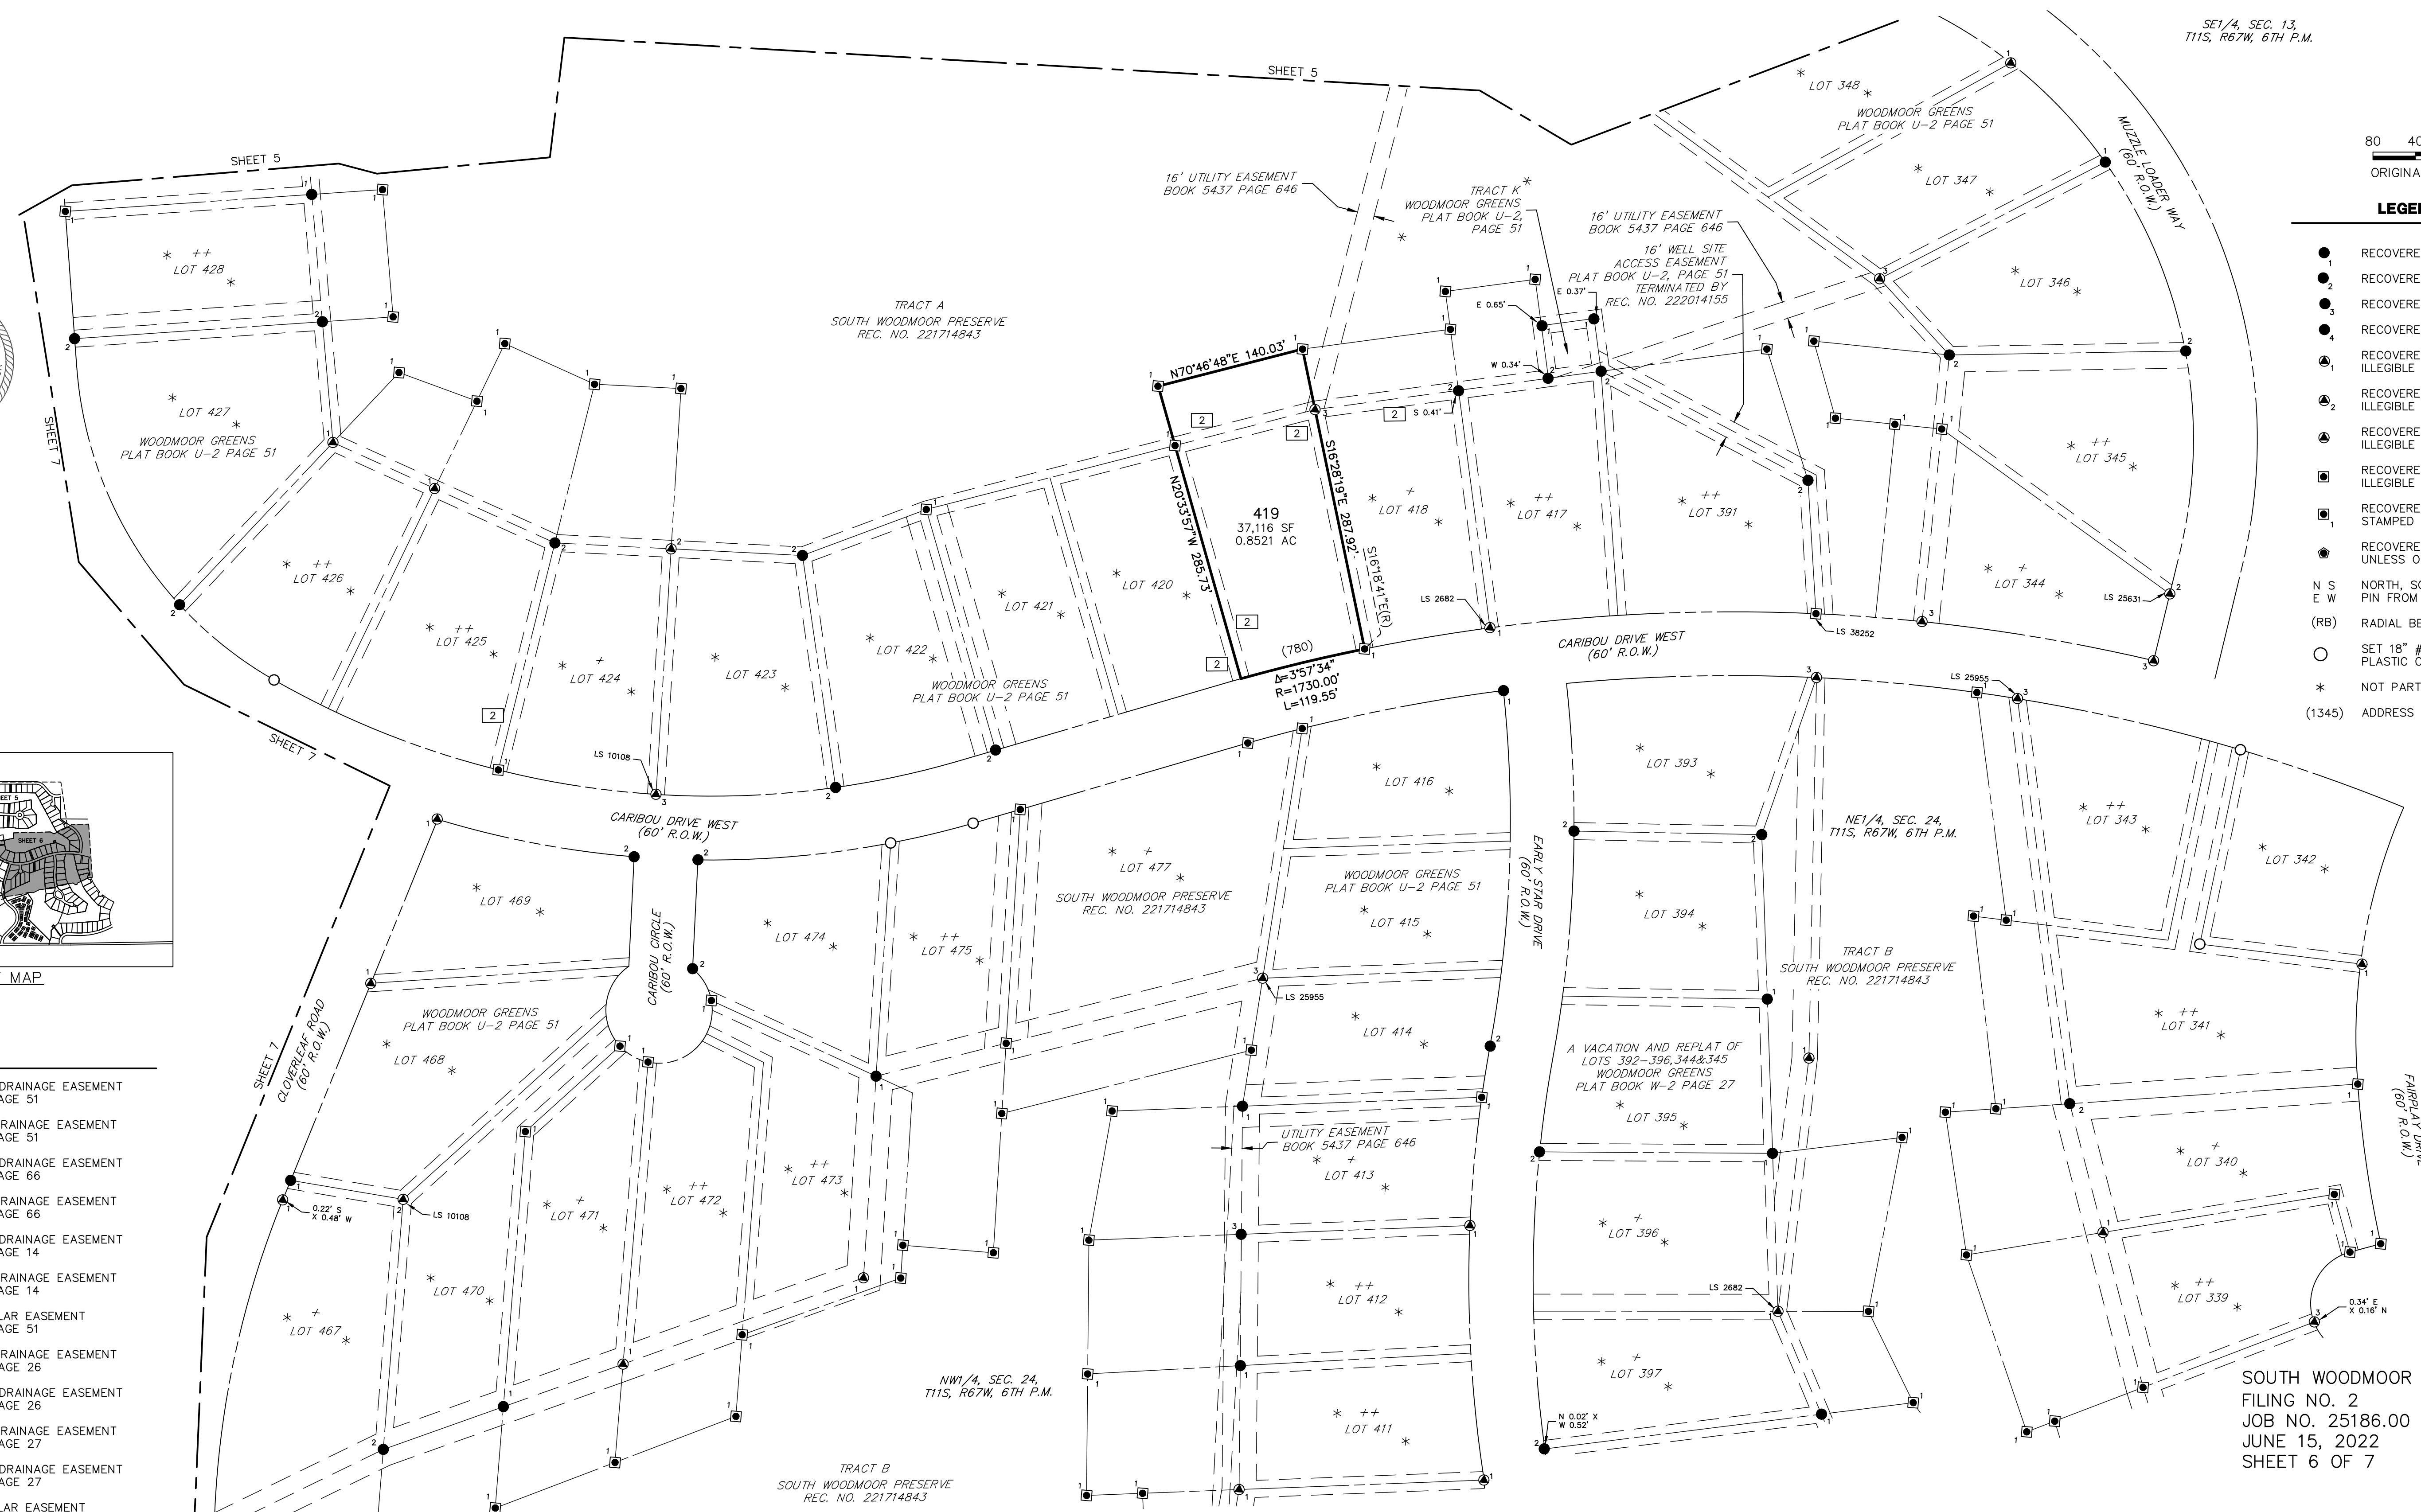 SE1/4, SEC. 13,
T11S, R67W, 6TH P.M.
SHEET 5
SHEET 5
80 40
ORIGINA
LEGE
RECOVERE
RECOVERE
RECOVERE
RECOVERE
RECOVERE
ILLEGIBLE
RECOVERE
ILLEGIBLE
RECOVERE
ILLEGIBLE
RECOVERE
ILLEGIBLE
RECOVERE
STAMPED
RECOVERE
UNLESS O
N S NORTH, SO
E W PIN FROM
(RB) RADIAL BE
SET 18" #
PLASTIC C
* NOT PART
(1345) ADDRESS
* LOT 348 *
WOODMOOR GREENS
PLAT BOOK U-2 PAGE 51
MUZZLE LOADER WAY
(60' R.O.W.)
* LOT 347 *
* LOT 346 *
16' UTILITY EASEMENT
BOOK 5437 PAGE 646
TRACT K
WOODMOOR GREENS
PLAT BOOK U-2,
PAGE 51
16' UTILITY EASEMENT
BOOK 5437 PAGE 646
16' WELL SITE
ACCESS EASEMENT
PLAT BOOK U-2, PAGE 51
TERMINATED BY
REC. NO. 222014155
E 0.65'
E 0.37'
W 0.34'
S 0.41'
* ++
LOT 428 *
TRACT A
SOUTH WOODMOOR PRESERVE
REC. NO. 221714843
N70°46'48"E 140.03'
* LOT 427 *
WOODMOOR GREENS
PLAT BOOK U-2 PAGE 51
SHEET 7
2
2
2
N20°33'57"W 285.73'
S16°28'19"E 287.92'
S16°18'41"E(R)
419
37,116 SF
0.8521 AC
2
2
(780)
Δ=3°57'34"
R=1730.00'
L=119.55'
* +
LOT 418 *
* ++
LOT 417 *
* ++
LOT 391 *
* ++
LOT 345 *
* +
LOT 344 *
LS 25631
LS 2682
LS 38252
CARIBOU DRIVE WEST
(60' R.O.W.)
* ++
LOT 426 *
* ++
LOT 425 *
* +
LOT 424 *
* LOT 423 *
* LOT 422 *
* LOT 421 *
* LOT 420 *
WOODMOOR GREENS
PLAT BOOK U-2 PAGE 51
2
SHEET 7
LS 10108
CARIBOU DRIVE WEST
(60' R.O.W.)
LS 25955
SHEET 5
SHEET 6
MAP
* LOT 469 *
CARIBOU CIRCLE
(60' R.O.W.)
* LOT 474 *
* ++
LOT 475 *
* +
LOT 477 *
SOUTH WOODMOOR PRESERVE
REC. NO. 221714843
* LOT 416 *
WOODMOOR GREENS
PLAT BOOK U-2 PAGE 51
* LOT 415 *
EARLY STAR DRIVE
(60' R.O.W.)
* LOT 393 *
* LOT 394 *
NE1/4, SEC. 24,
T11S, R67W, 6TH P.M.
* ++
LOT 343 *
* LOT 342 *
TRACT B
SOUTH WOODMOOR PRESERVE
REC. NO. 221714843
LS 25955
* LOT 414 *
A VACATION AND REPLAT OF
LOTS 392-396,344&345
WOODMOOR GREENS
PLAT BOOK W-2 PAGE 27
* LOT 395 *
* ++
LOT 341 *
FAIRPLAY DRIVE
(60' R.O.W.)
WOODMOOR GREENS
PLAT BOOK U-2 PAGE 51
* LOT 468 *
SHEET 7
CLOVERLEAF ROAD
(60' R.O.W.)
UTILITY EASEMENT
BOOK 5437 PAGE 646
* +
LOT 413 *
* +
LOT 340 *
0.22' S
X 0.48' W
LS 10108
* +
LOT 471 *
* ++
LOT 472 *
* ++
LOT 473 *
* +
LOT 396 *
* LOT 470 *
* +
LOT 467 *
* ++
LOT 412 *
LS 2682
* ++
LOT 339 *
0.34' E
X 0.16' N
NW1/4, SEC. 24,
T11S, R67W, 6TH P.M.
* +
LOT 397 *
* ++
LOT 411 *
N 0.02' X
W 0.52'
TRACT B
SOUTH WOODMOOR PRESERVE
REC. NO. 221714843
DRAINAGE EASEMENT
AGE 51
RAINAGE EASEMENT
AGE 51
DRAINAGE EASEMENT
AGE 66
RAINAGE EASEMENT
AGE 66
DRAINAGE EASEMENT
AGE 14
RAINAGE EASEMENT
AGE 14
LAR EASEMENT
AGE 51
RAINAGE EASEMENT
AGE 26
DRAINAGE EASEMENT
AGE 26
RAINAGE EASEMENT
AGE 27
DRAINAGE EASEMENT
AGE 27
LAR EASEMENT
SOUTH WOODMOOR
FILING NO. 2
JOB NO. 25186.00
JUNE 15, 2022
SHEET 6 OF 7